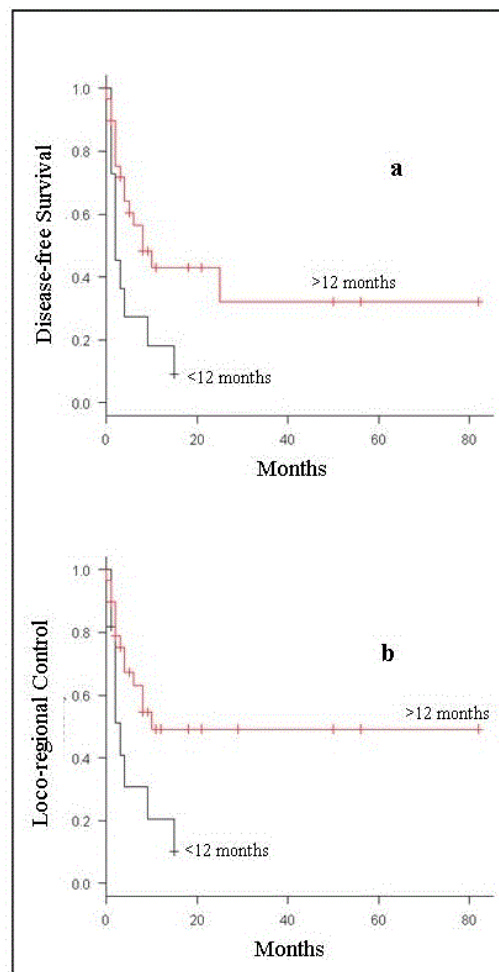 1.0
0.8
0.6
0.4
0.2
0.0
Disease-free Survival
a
>12 months
<12 months
0 20 40 60 80
Months
1.0
0.8
0.6
0.4
0.2
0.0
Loco-regional Control
b
>12 months
<12 months
0 20 40 60 80
Months